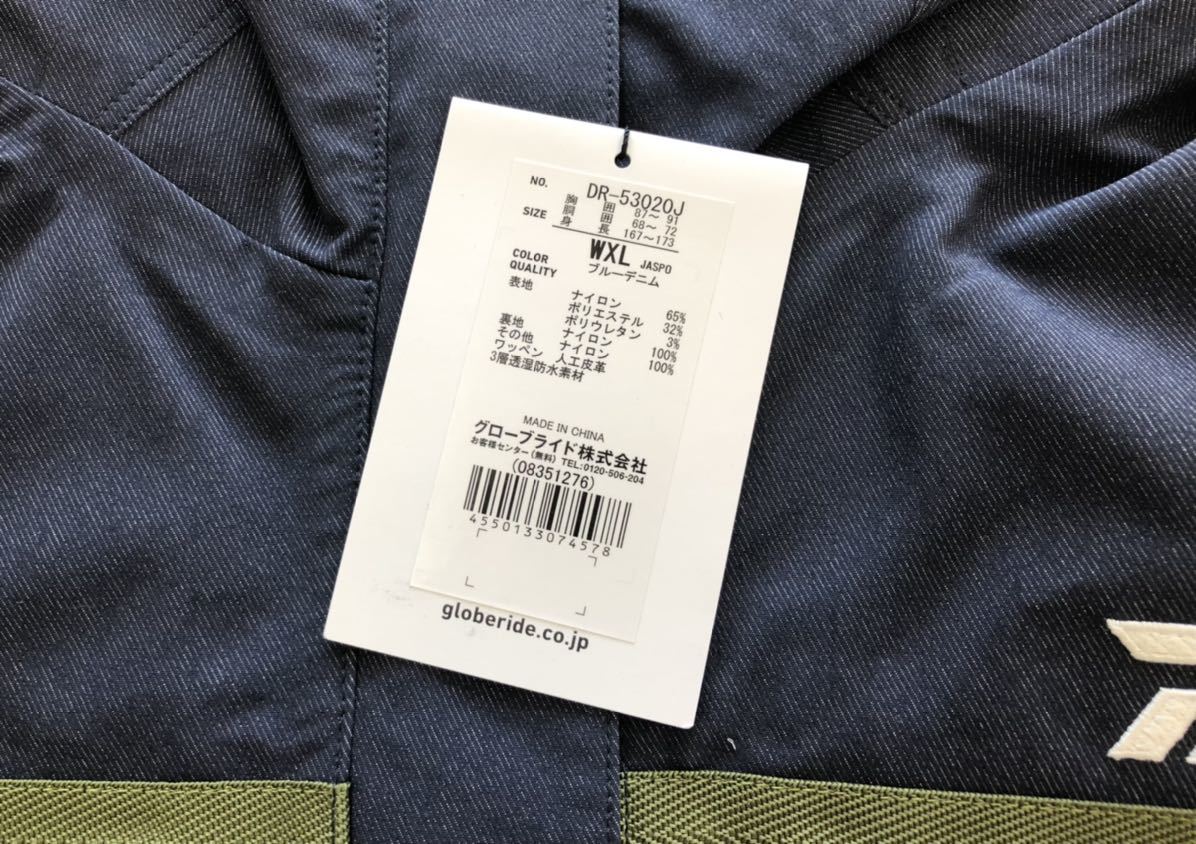 NO. DR-53020J
胸 囲 87～ 91
SIZE 胴 囲 68～ 72
身 長 167～173
WXL JASPO
COLOR ブルーデニム
QUALITY
表地 ナイロン 65%
ポリエステル 32%
ポリウレタン 3%
裏地 ナイロン 100%
その他 ナイロン 100%
ワッペン 人工皮革
3層透湿防水素材
MADE IN CHINA
グローブライド株式会社
お客様センター(無料) TEL:0120-506-204
(08351276)
4550133074578
globeride.co.jp